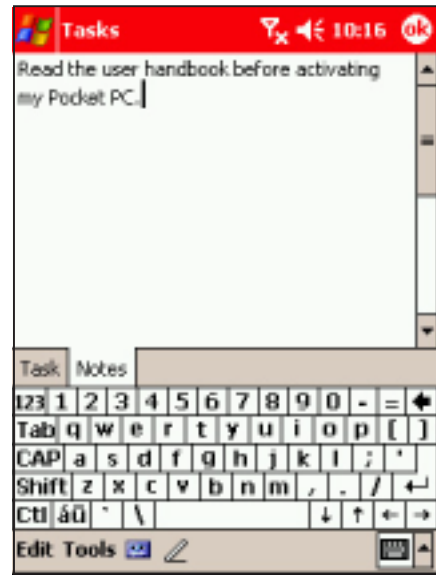 Tasks 10:16 ok
Read the user handbook before activating
my Pocket PC.
Task Notes
123 1 2 3 4 5 6 7 8 9 0 - =
Tab q w e r t y u i o p [ ]
CAP a s d f g h j k l ; '
Shift z x c v b n m , . /
Ctl áü ` \
Edit Tools